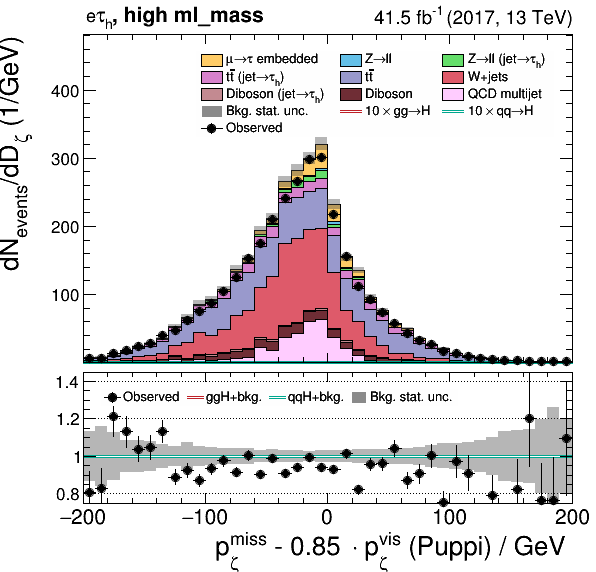 eτh, high ml_mass 41.5 fb-1 (2017, 13 TeV)
dNevents/dDζ (1/GeV)
μ→τ embedded Z→ll Z→ll (jet→τh)
tt̄ (jet→τh) tt̄ W+jets
Diboson (jet→τh) Diboson QCD multijet
Bkg. stat. unc. 10 × gg→H 10 × qq→H
Observed
400
300
200
100
Observed ggH+bkg. qqH+bkg. Bkg. stat. unc.
1.4
1.2
1
0.8
−200 −100 0 100 200
pζmiss - 0.85 · pζvis (Puppi) / GeV